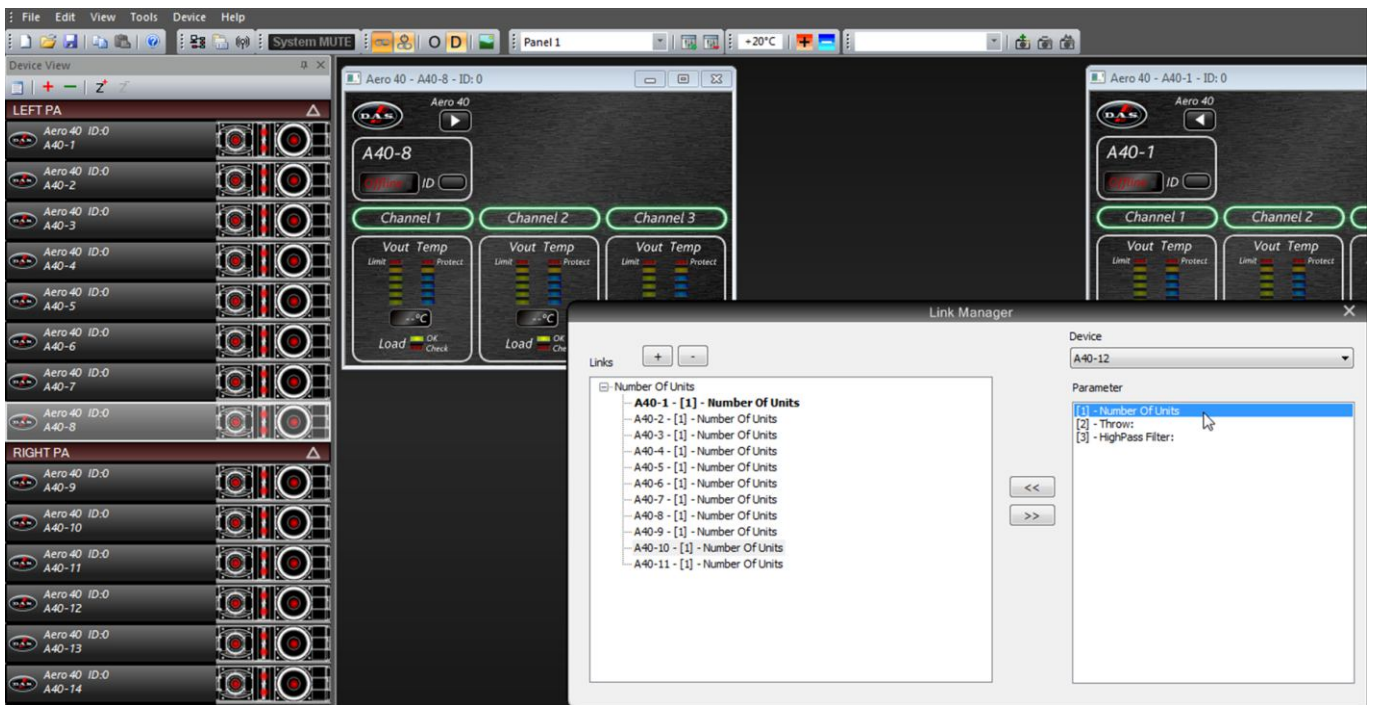 File Edit View Tools Device Help
System MUTE
O D
Panel 1
+20°C
Device View
LEFT PA
Aero 40 ID:0
A40-1
Aero 40 ID:0
A40-2
Aero 40 ID:0
A40-3
Aero 40 ID:0
A40-4
Aero 40 ID:0
A40-5
Aero 40 ID:0
A40-6
Aero 40 ID:0
A40-7
Aero 40 ID:0
A40-8
RIGHT PA
Aero 40 ID:0
A40-9
Aero 40 ID:0
A40-10
Aero 40 ID:0
A40-11
Aero 40 ID:0
A40-12
Aero 40 ID:0
A40-13
Aero 40 ID:0
A40-14
Aero 40 - A40-8 - ID: 0
D.A.S
Aero 40
A40-8
Offline ID
Channel 1 Channel 2 Channel 3
Vout Temp Vout Temp Vout Temp
Limit Protect Limit Protect Limit Protect
--°C --°C
Load OK Check Load OK Che
Aero 40 - A40-1 - ID: 0
D.A.S
Aero 40
A40-1
Offline ID
Channel 1 Channel 2
Vout Temp Vout Temp
Limit Protect Limit Protect
Link Manager
Links + -
Number Of Units
A40-1 - [1] - Number Of Units
A40-2 - [1] - Number Of Units
A40-3 - [1] - Number Of Units
A40-4 - [1] - Number Of Units
A40-5 - [1] - Number Of Units
A40-6 - [1] - Number Of Units
A40-7 - [1] - Number Of Units
A40-8 - [1] - Number Of Units
A40-9 - [1] - Number Of Units
A40-10 - [1] - Number Of Units
A40-11 - [1] - Number Of Units
<<
>>
Device
A40-12
Parameter
[1] - Number Of Units
[2] - Throw:
[3] - HighPass Filter: